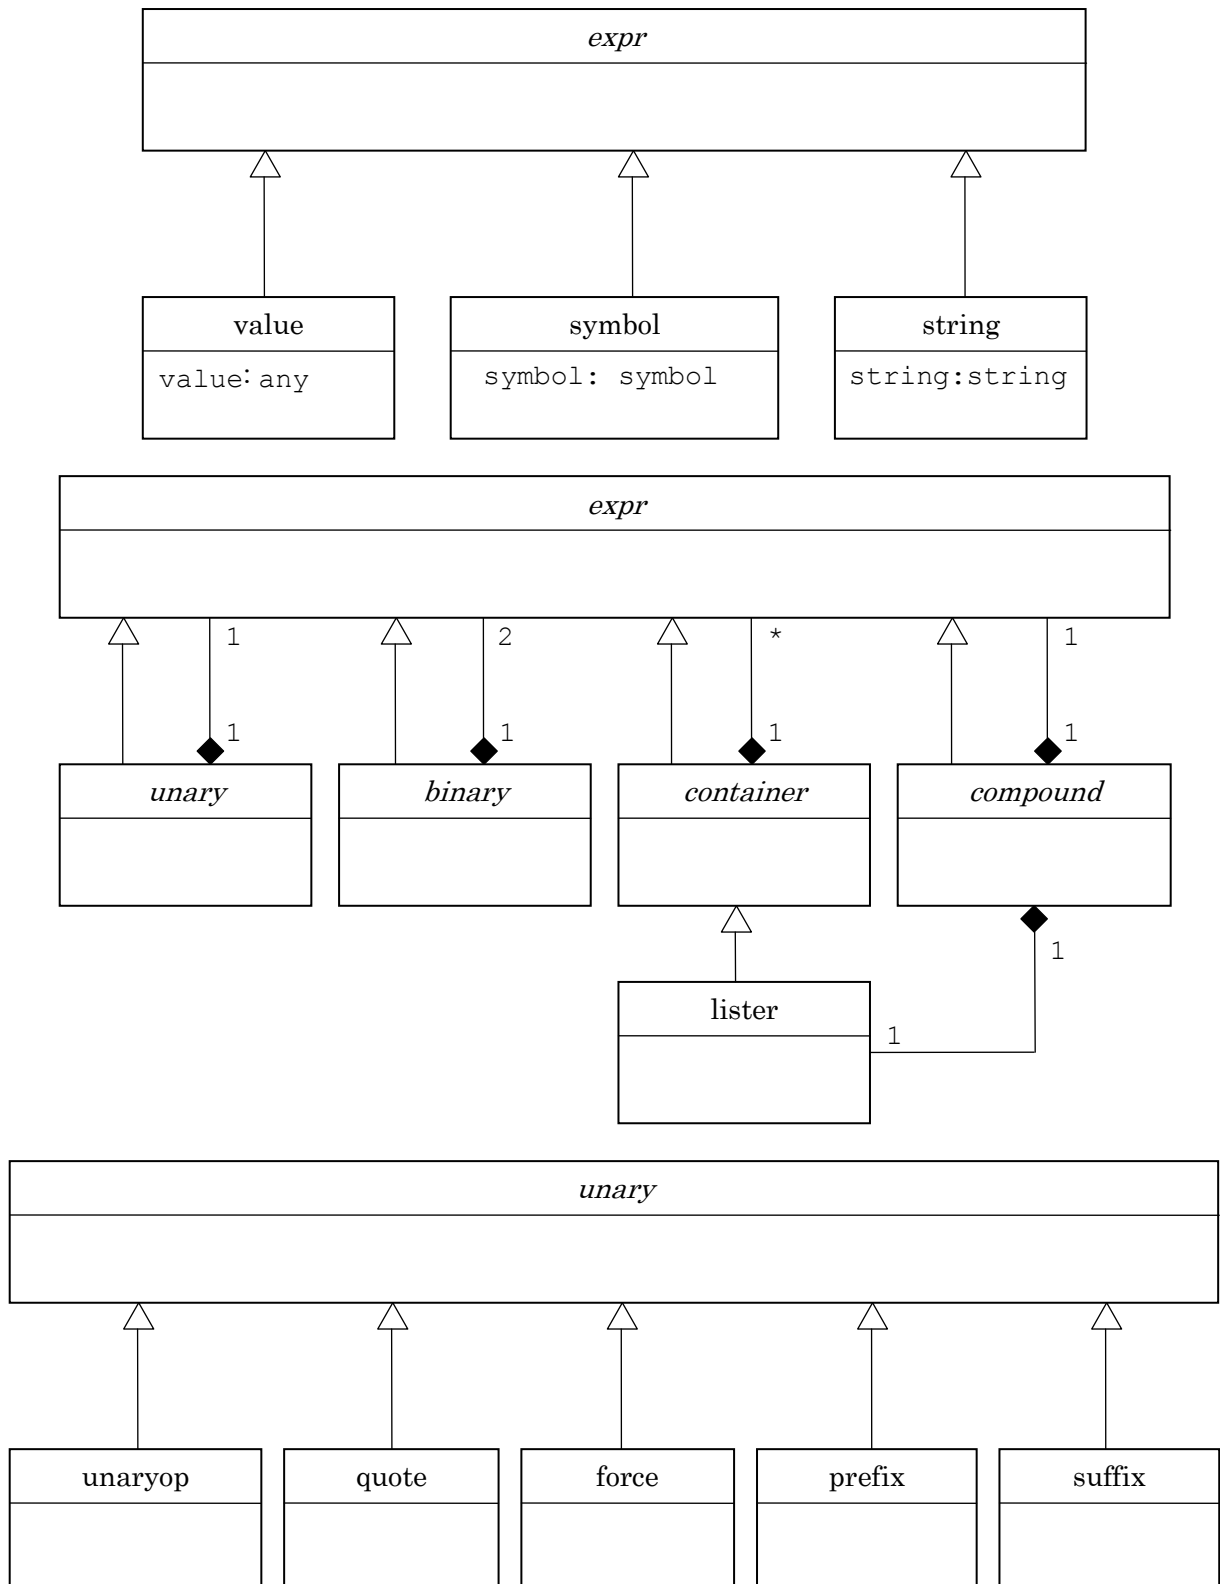 expr
value symbol string
value: any symbol: symbol string:string
expr
1 2 * 1
1 1 1 1
unary binary container compound
1
lister
1
unary
unaryop quote force prefix suffix